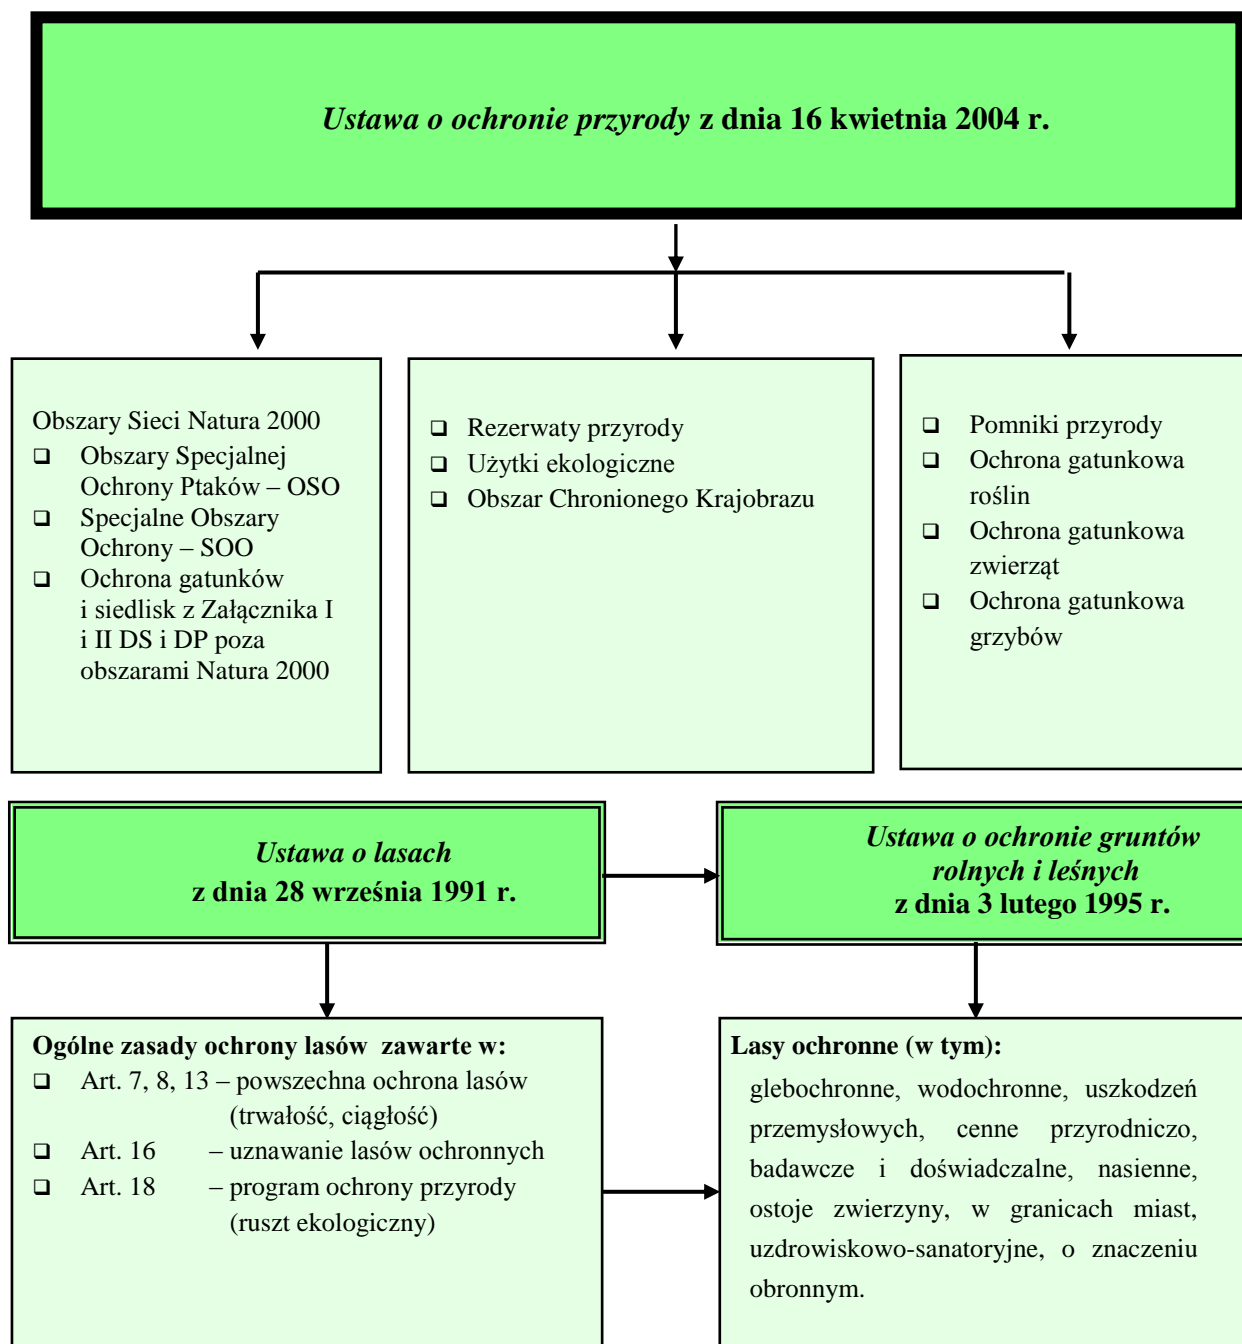 Ustawa o ochronie przyrody z dnia 16 kwietnia 2004 r.
Obszary Sieci Natura 2000
❑ Obszary Specjalnej
Ochrony Ptaków – OSO
❑ Specjalne Obszary
Ochrony – SOO
❑ Ochrona gatunków
i siedlisk z Załącznika I
i II DS i DP poza
obszarami Natura 2000
❑ Rezerwaty przyrody
❑ Użytki ekologiczne
❑ Obszar Chronionego Krajobrazu
❑ Pomniki przyrody
❑ Ochrona gatunkowa
roślin
❑ Ochrona gatunkowa
zwierząt
❑ Ochrona gatunkowa
grzybów
Ustawa o lasach
z dnia 28 września 1991 r.
Ustawa o ochronie gruntów
rolnych i leśnych
z dnia 3 lutego 1995 r.
Ogólne zasady ochrony lasów zawarte w:
❑ Art. 7, 8, 13 – powszechna ochrona lasów
(trwałość, ciągłość)
❑ Art. 16 – uznawanie lasów ochronnych
❑ Art. 18 – program ochrony przyrody
(ruszt ekologiczny)
Lasy ochronne (w tym):
glebochronne, wodochronne, uszkodzeń
przemysłowych, cenne przyrodniczo,
badawcze i doświadczalne, nasienne,
ostoje zwierzyny, w granicach miast,
uzdrowiskowo-sanatoryjne, o znaczeniu
obronnym.